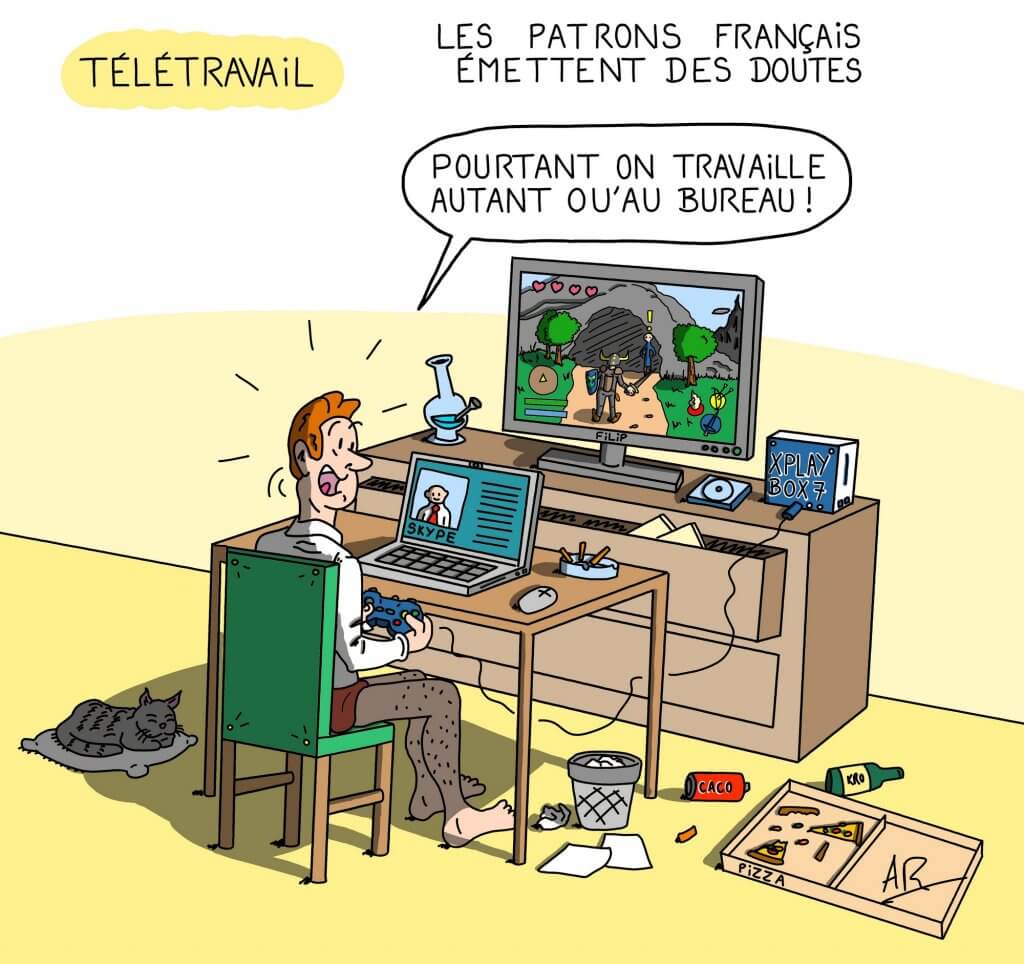 TÉLÉTRAVAiL
LES PATRONS FRANÇAiS
ÉMETTENT DES DOUTES
POURTANT ON TRAVAiLLE
AUTANT QU'AU BUREAU !
FiLiP
XPLAY
BOX 7
SKYPE
CACO
KRO
PiZZA
AR